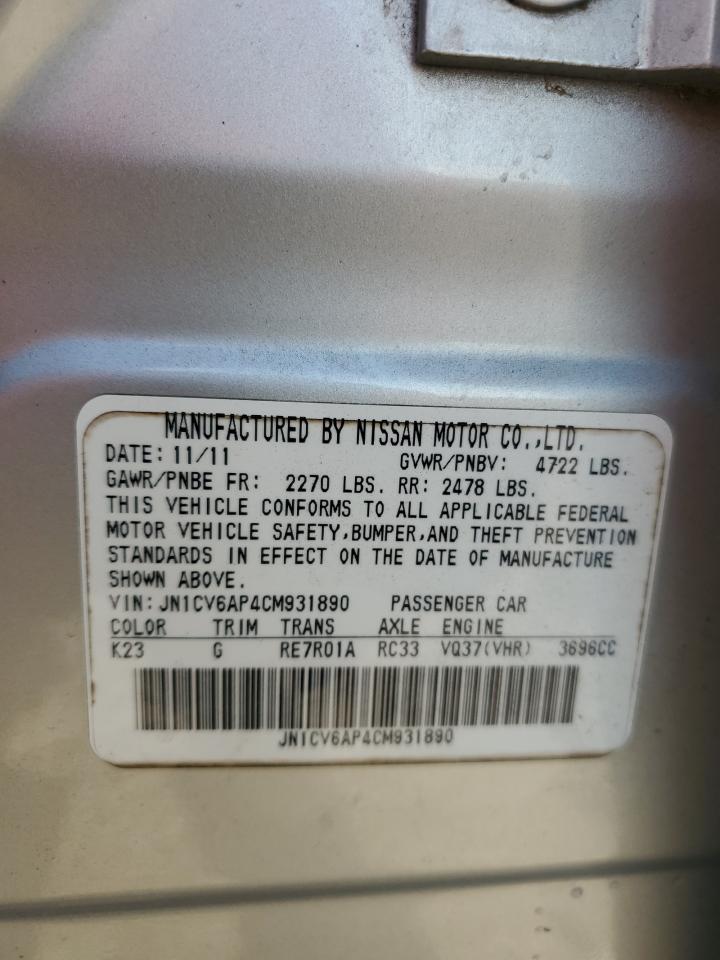 MANUFACTURED BY NISSAN MOTOR CO.,LTD.
DATE: 11/11 GVWR/PNBV: 4722 LBS.
GAWR/PNBE FR: 2270 LBS. RR: 2478 LBS.
THIS VEHICLE CONFORMS TO ALL APPLICABLE FEDERAL
MOTOR VEHICLE SAFETY,BUMPER,AND THEFT PREVENTION
STANDARDS IN EFFECT ON THE DATE OF MANUFACTURE
SHOWN ABOVE.
VIN: JN1CV6AP4CM931890 PASSENGER CAR
COLOR TRIM TRANS AXLE ENGINE
K23 G RE7R01A RC33 VQ37(VHR) 3696CC
JN1CV6AP4CM931890